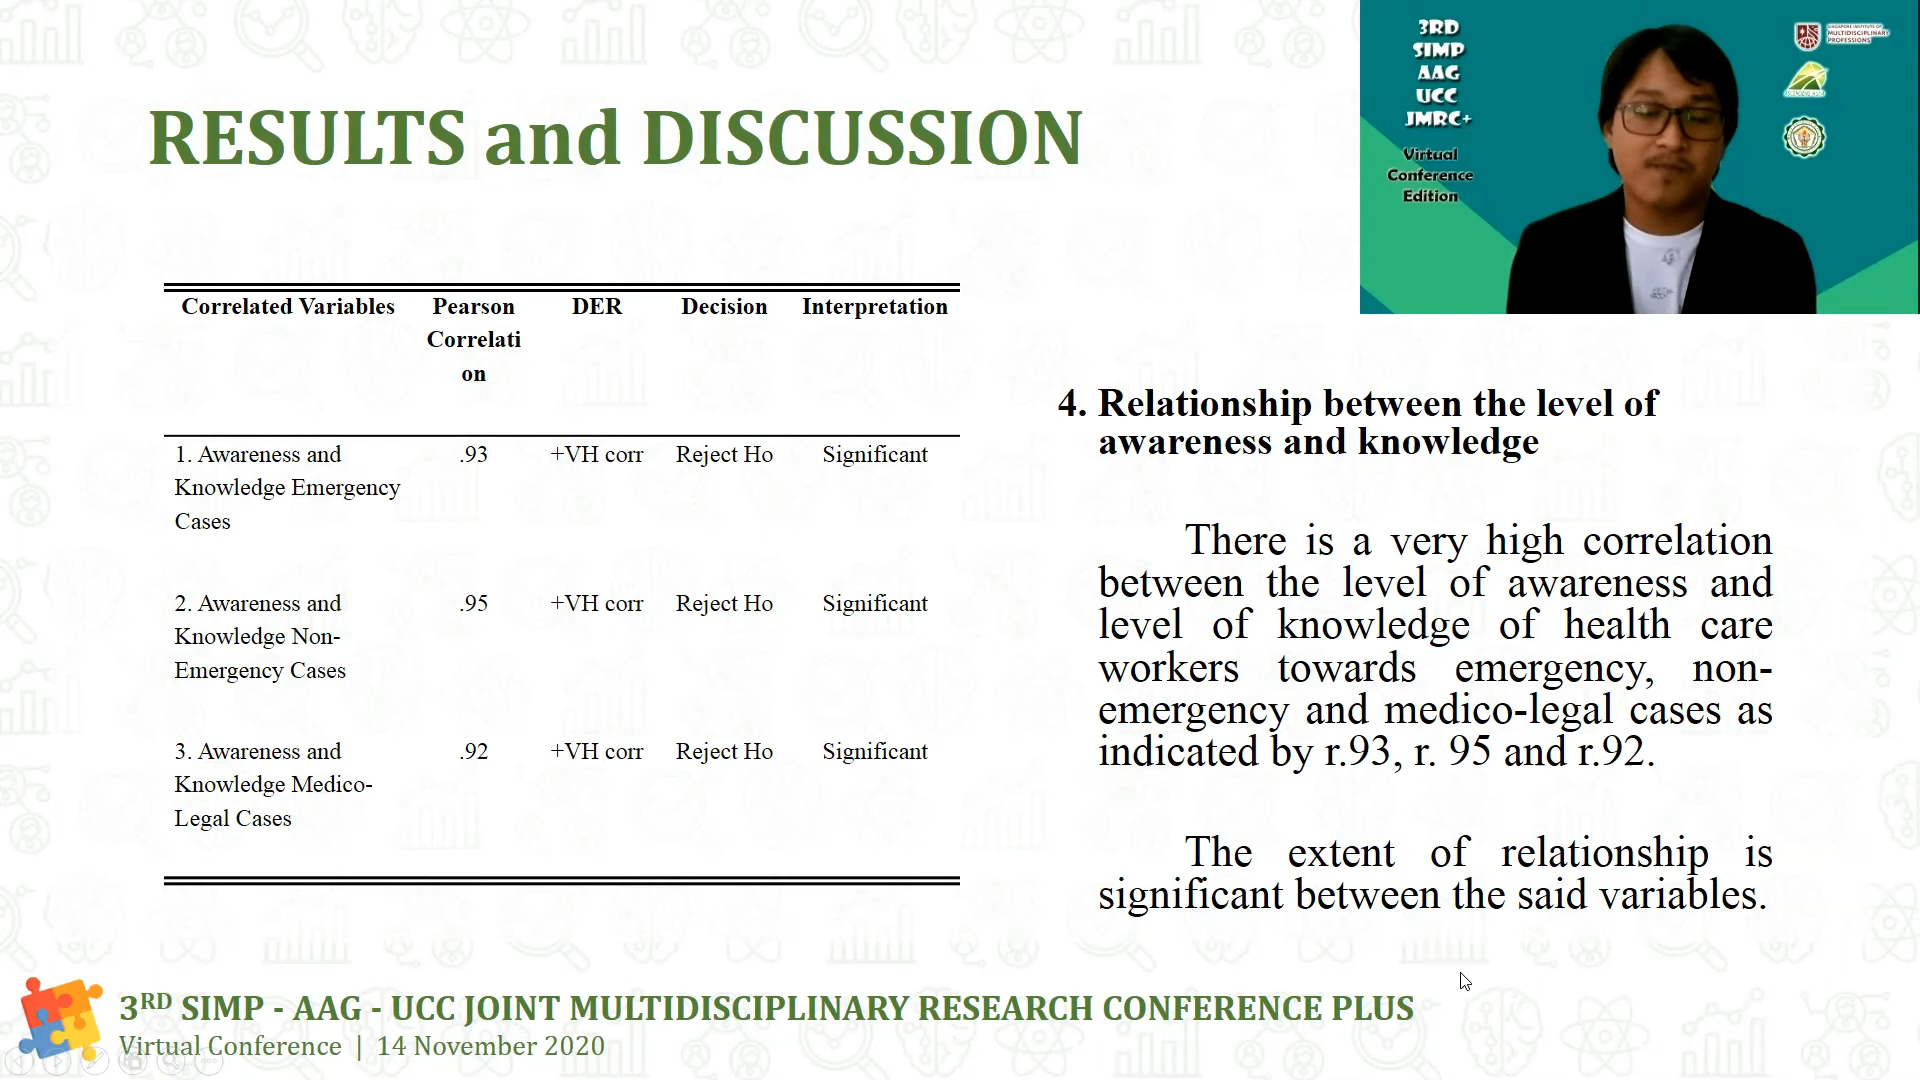 RESULTS and DISCUSSION
3RD
SIMP
AAG
UCC
JMRC+
Virtual
Conference
Edition
SINGAPORE INSTITUTE OF
MULTIDISCIPLINARY
PROFESSIONS
Correlated Variables Pearson DER Decision Interpretation
Correlati
on
1. Awareness and .93 +VH corr Reject Ho Significant
Knowledge Emergency
Cases
2. Awareness and .95 +VH corr Reject Ho Significant
Knowledge Non-
Emergency Cases
3. Awareness and .92 +VH corr Reject Ho Significant
Knowledge Medico-
Legal Cases
4. Relationship between the level of
awareness and knowledge
There is a very high correlation
between the level of awareness and
level of knowledge of health care
workers towards emergency, non-
emergency and medico-legal cases as
indicated by r.93, r. 95 and r.92.
The extent of relationship is
significant between the said variables.
3RD SIMP - AAG - UCC JOINT MULTIDISCIPLINARY RESEARCH CONFERENCE PLUS
Virtual Conference | 14 November 2020